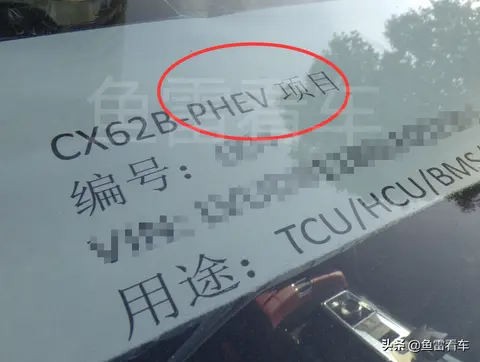 鱼雷看车
CX62B-PHEV 项目
编号:
VIN:
用途: TCU/HCU/BMS/
头条 @鱼雷看车